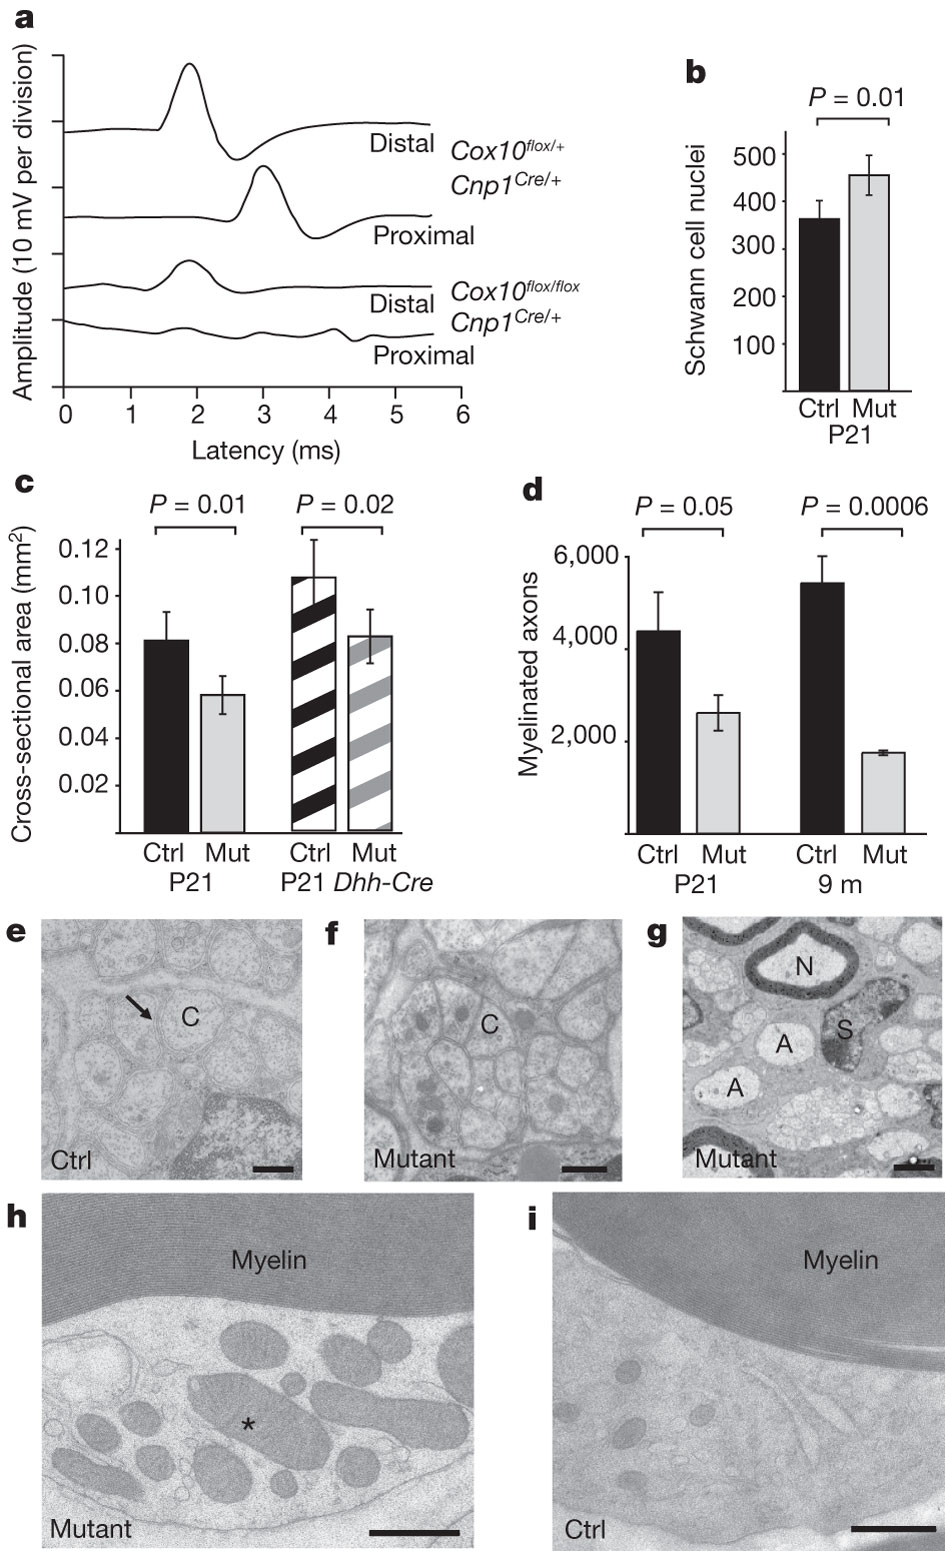 a
Amplitude (10 mV per division)
Distal
Cox10flox/+
Cnp1Cre/+
Proximal
Distal
Cox10flox/flox
Cnp1Cre/+
Proximal
0 1 2 3 4 5 6
Latency (ms)
b
P = 0.01
Schwann cell nuclei
500
400
300
200
100
Ctrl Mut
P21
c
P = 0.01
P = 0.02
Cross-sectional area (mm2)
0.12
0.10
0.08
0.06
0.04
0.02
Ctrl Mut Ctrl Mut
P21 P21 Dhh-Cre
d
P = 0.05
P = 0.0006
Myelinated axons
6,000
4,000
2,000
Ctrl Mut Ctrl Mut
P21 9 m
e
C
Ctrl
f
C
Mutant
g
N
S
A
A
Mutant
h
Myelin
*
Mutant
i
Myelin
Ctrl